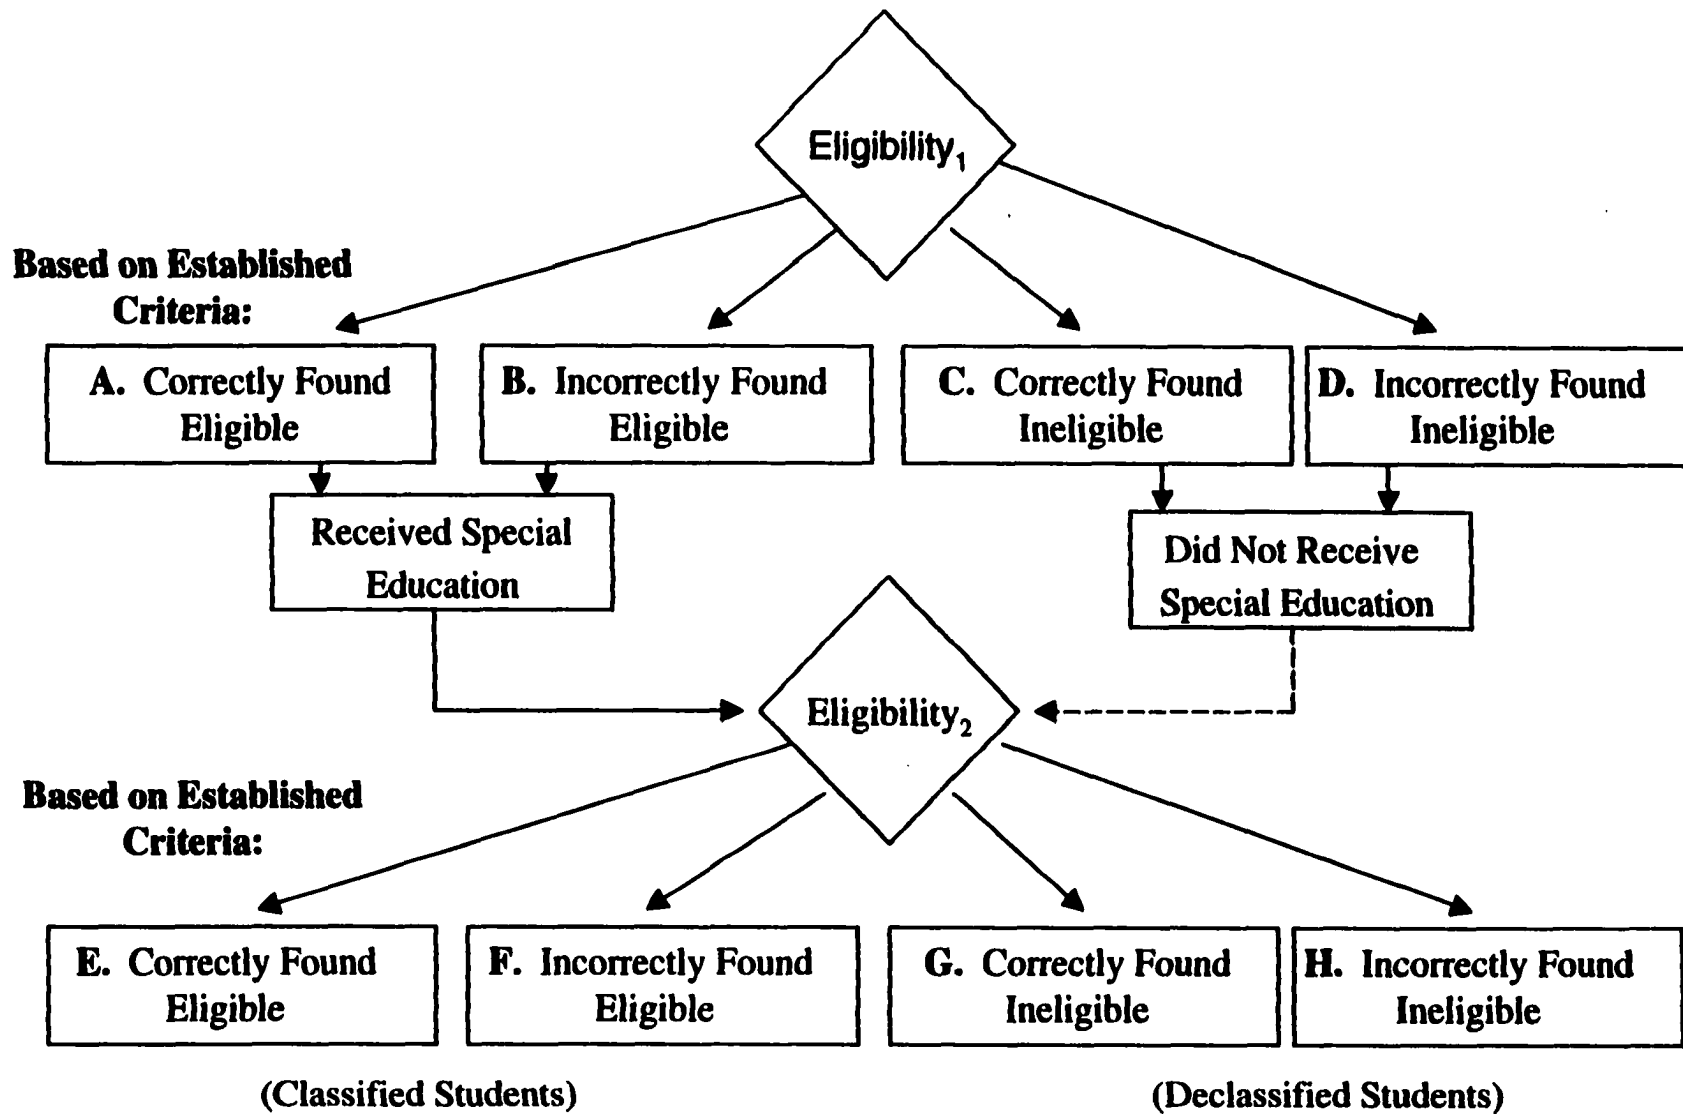 Eligibility₁
Based on Established
Criteria:
A. Correctly Found
Eligible
B. Incorrectly Found
Eligible
C. Correctly Found
Ineligible
D. Incorrectly Found
Ineligible
Received Special
Education
Did Not Receive
Special Education
Eligibility₂
Based on Established
Criteria:
E. Correctly Found
Eligible
F. Incorrectly Found
Eligible
G. Correctly Found
Ineligible
H. Incorrectly Found
Ineligible
(Classified Students)
(Declassified Students)